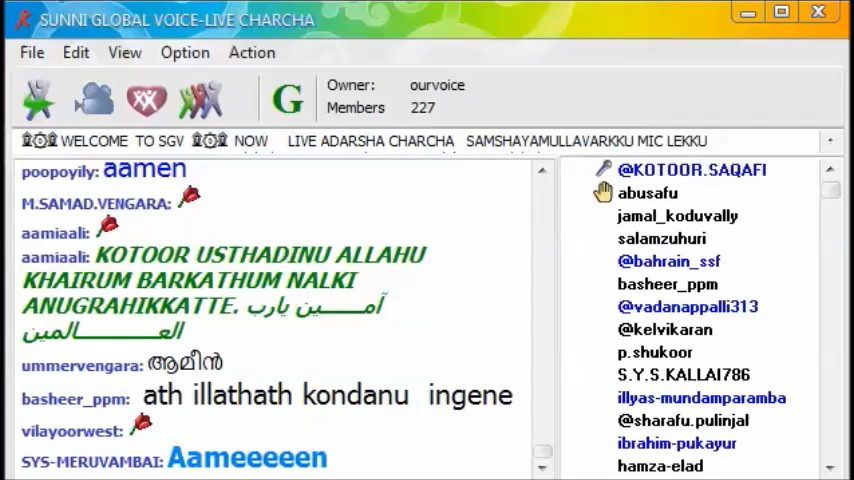 SUNNI GLOBAL VOICE-LIVE CHARCHA
File Edit View Option Action
G
Owner: ourvoice
Members 227
WELCOME TO SGV NOW LIVE ADARSHA CHARCHA SAMSHAYAMULLAVARKKU MIC LEKKU
poopoyily: aamen
M.SAMAD.VENGARA:
aamiaali:
aamiaali: KOTOOR USTHADINU ALLAHU
KHAIRUM BARKATHUM NALKI
ANUGRAHIKKATTE. آمــــــين يارب
العــــــــــالمين
ummervengara: ആമീൻ
basheer_ppm: ath illathath kondanu ingene
vilayoorwest:
SYS-MERUVAMBAI: Aameeeeen
@KOTOOR.SAQAFI
abusafu
jamal_koduvally
salamzuhuri
@bahrain_ssf
basheer_ppm
@vadanappalli313
@kelvikaran
p.shukoor
S.Y.S.KALLAI786
illyas-mundamparamba
@sharafu.pulinjal
ibrahim-pukayur
hamza-elad